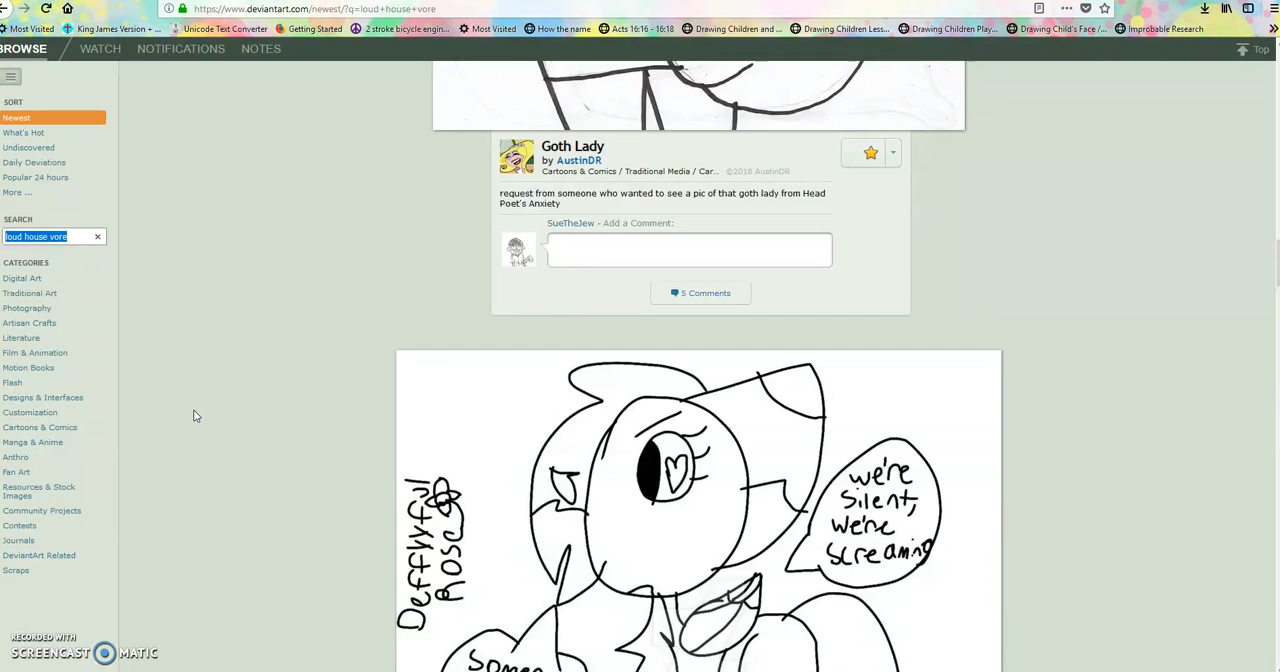 https://www.deviantart.com/newest/?q=loud+house+vore
Most Visited
King James Version + ...
Unicode Text Converter
Getting Started
2 stroke bicycle engin...
Most Visited
How the name
Acts 16:16 - 16:18
Drawing Children and ...
Drawing Children Less...
Drawing Children Play...
Drawing Child's Face / ...
Improbable Research
BROWSE
WATCH
NOTIFICATIONS
NOTES
Top
SORT
Newest
What's Hot
Undiscovered
Daily Deviations
Popular 24 hours
More ...
SEARCH
loud house vore
CATEGORIES
Digital Art
Traditional Art
Photography
Artisan Crafts
Literature
Film & Animation
Motion Books
Flash
Designs & Interfaces
Customization
Cartoons & Comics
Manga & Anime
Anthro
Fan Art
Resources & Stock
Images
Community Projects
Contests
Journals
DeviantArt Related
Scraps
Goth Lady
by AustinDR
Cartoons & Comics / Traditional Media / Car... ©2018 AustinDR
request from someone who wanted to see a pic of that goth lady from Head
Poet's Anxiety
SueTheJew - Add a Comment:
5 Comments
we're
silent,
we're
screaming
Rose
RECORDED WITH
SCREENCAST MATIC